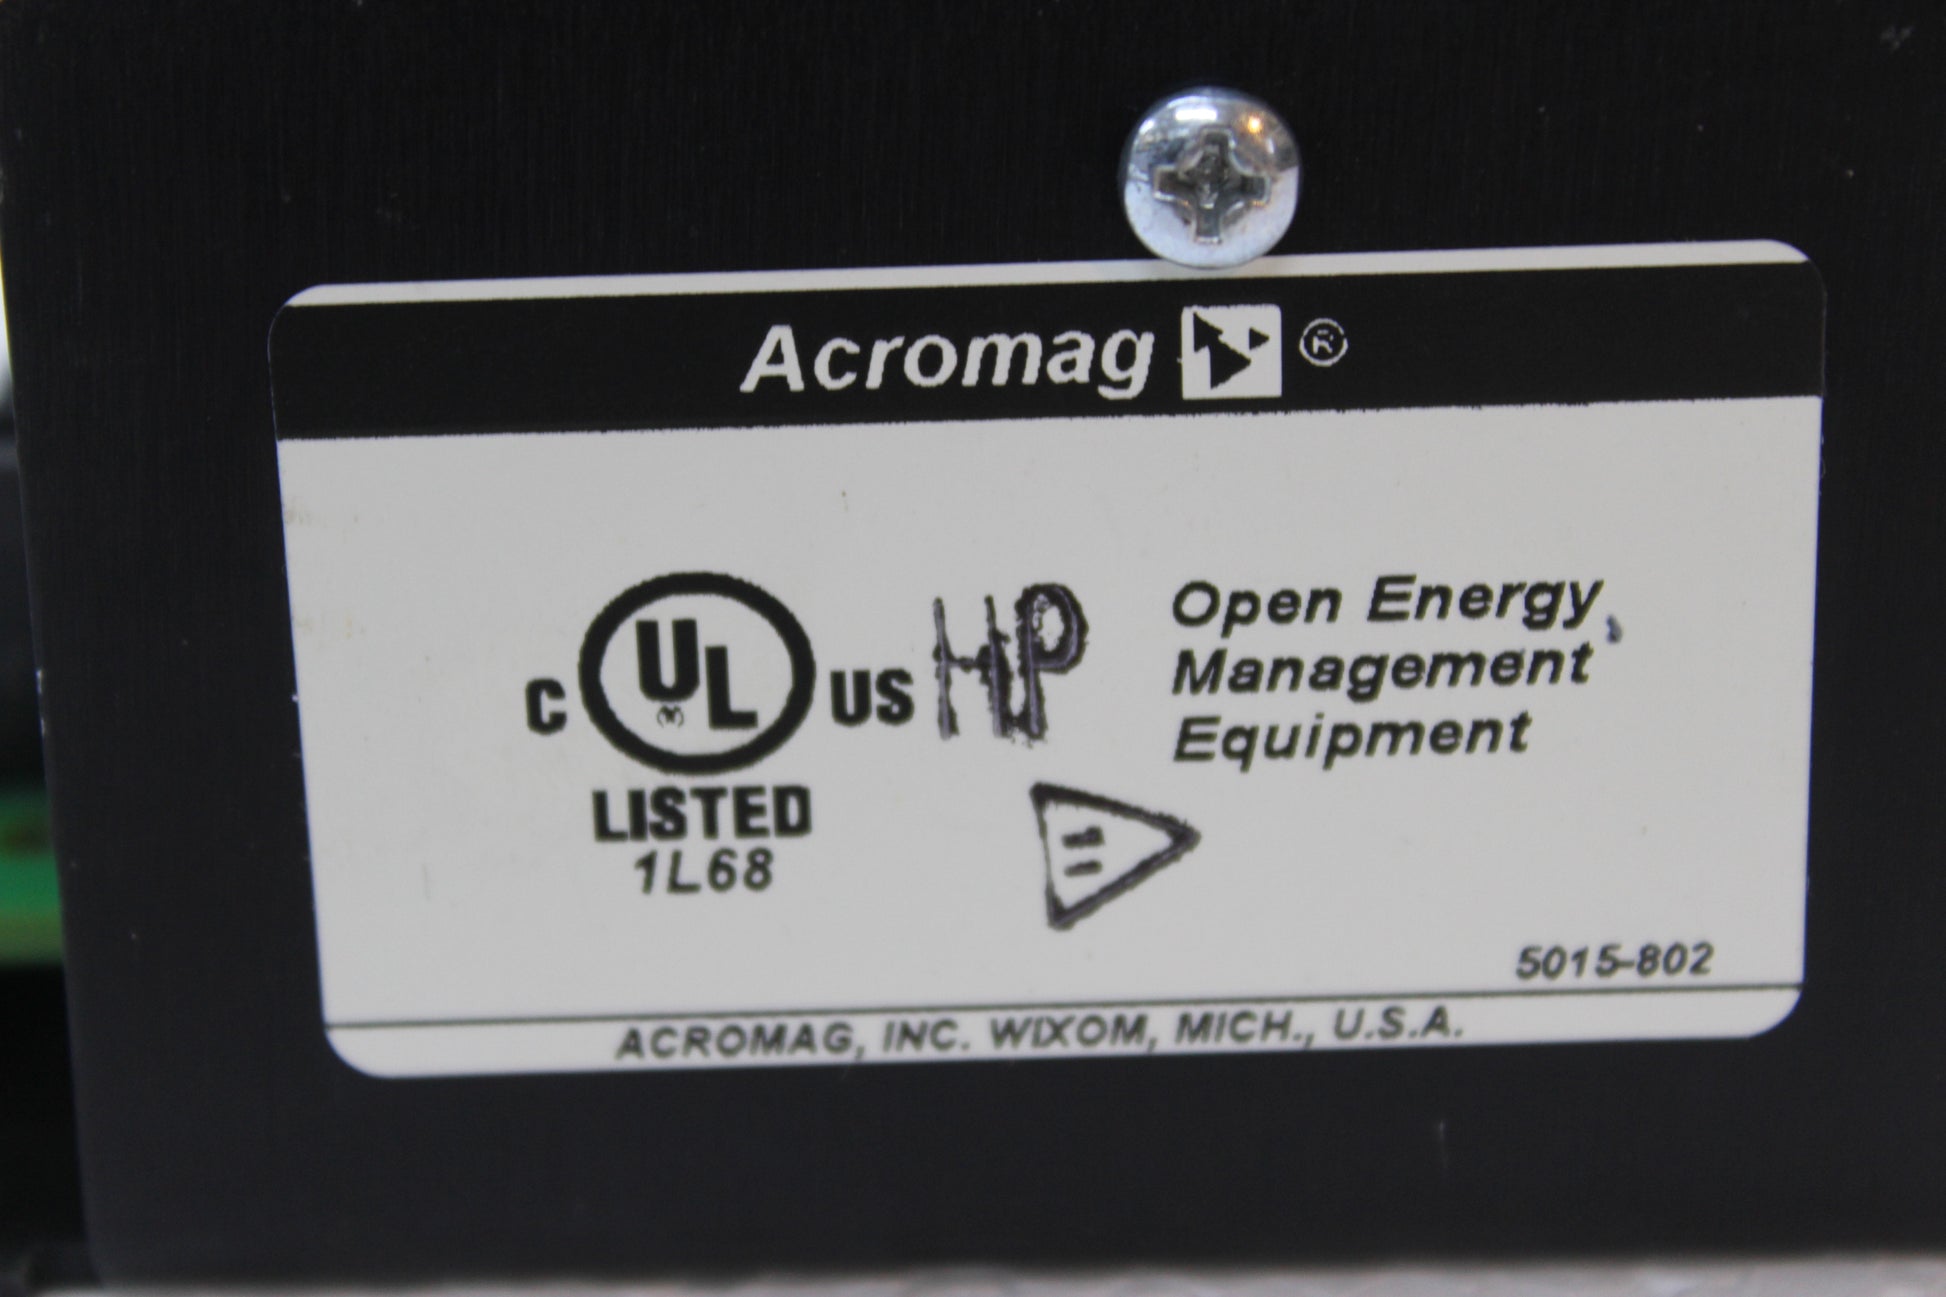 Acromag ®
C UL ® US HP
LISTED
1L68
Open Energy
Management
Equipment
5015-802
ACROMAG, INC. WIXOM, MICH., U.S.A.